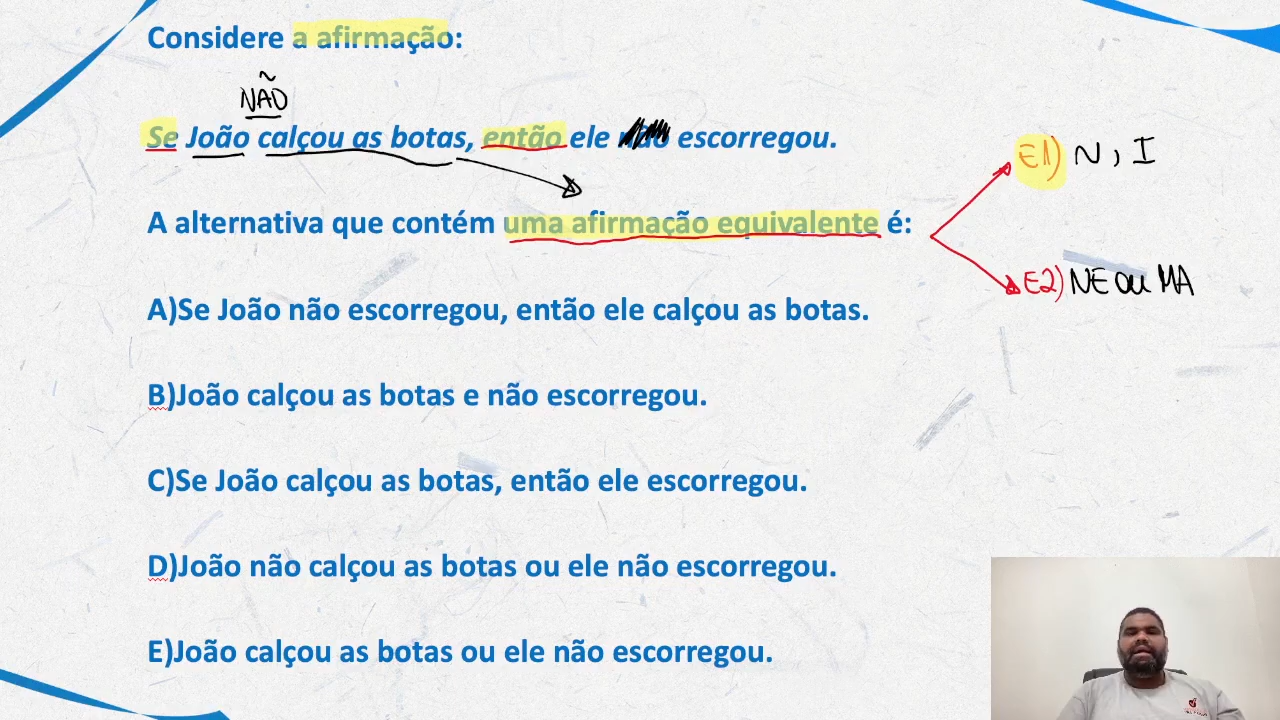 Considere a afirmação:
NÃO
Se João calçou as botas, então ele não escorregou.
E1) N, I
A alternativa que contém uma afirmação equivalente é:
E2) NE OU MA
A)Se João não escorregou, então ele calçou as botas.
B)João calçou as botas e não escorregou.
C)Se João calçou as botas, então ele escorregou.
D)João não calçou as botas ou ele não escorregou.
E)João calçou as botas ou ele não escorregou.